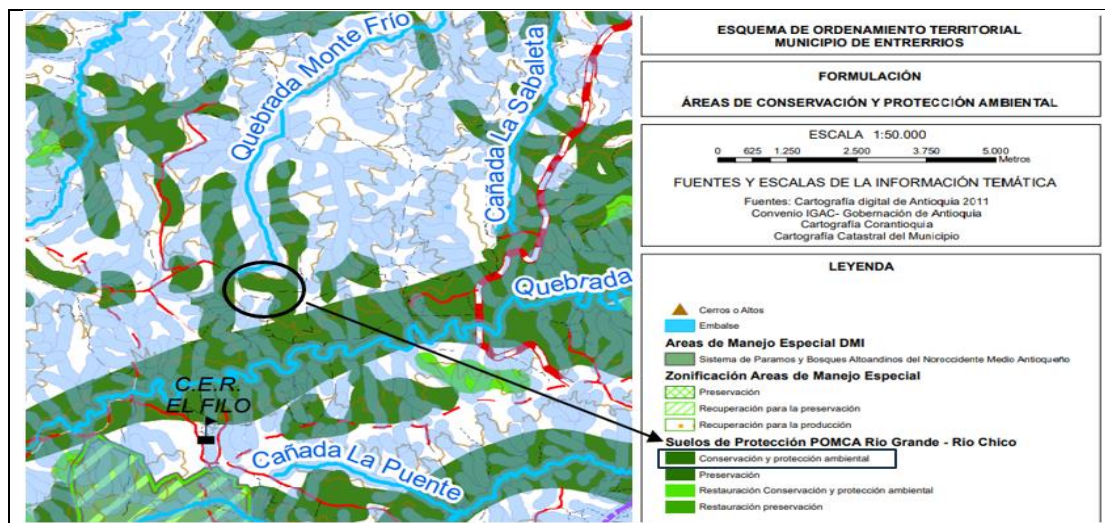 Quebrada Monte Frío
Cañada La Sabaleta
Quebrada
C.E.R.
EL FILO
Cañada La Puente
ESQUEMA DE ORDENAMIENTO TERRITORIAL
MUNICIPIO DE ENTRERRIOS
FORMULACIÓN
ÁREAS DE CONSERVACIÓN Y PROTECCIÓN AMBIENTAL
ESCALA 1:50.000
0 625 1.250 2.500 3.750 5.000
Metros
FUENTES Y ESCALAS DE LA INFORMACIÓN TEMÁTICA
Fuentes: Cartografía digital de Antioquia 2011
Convenio IGAC- Gobernación de Antioquia
Cartografía Corantioquia
Cartografía Catastral del Municipio
LEYENDA
Cerros o Altos
Embalse
Areas de Manejo Especial DMI
Sistema de Paramos y Bosques Altoandinos del Noroccidente Medio Antioqueño
Zonificación Areas de Manejo Especial
Preservación
Recuperación para la preservación
Recuperación para la producción
Suelos de Protección POMCA Rio Grande - Rio Chico
Conservación y protección ambiental
Preservación
Restauración Conservación y protección ambiental
Restauración preservación